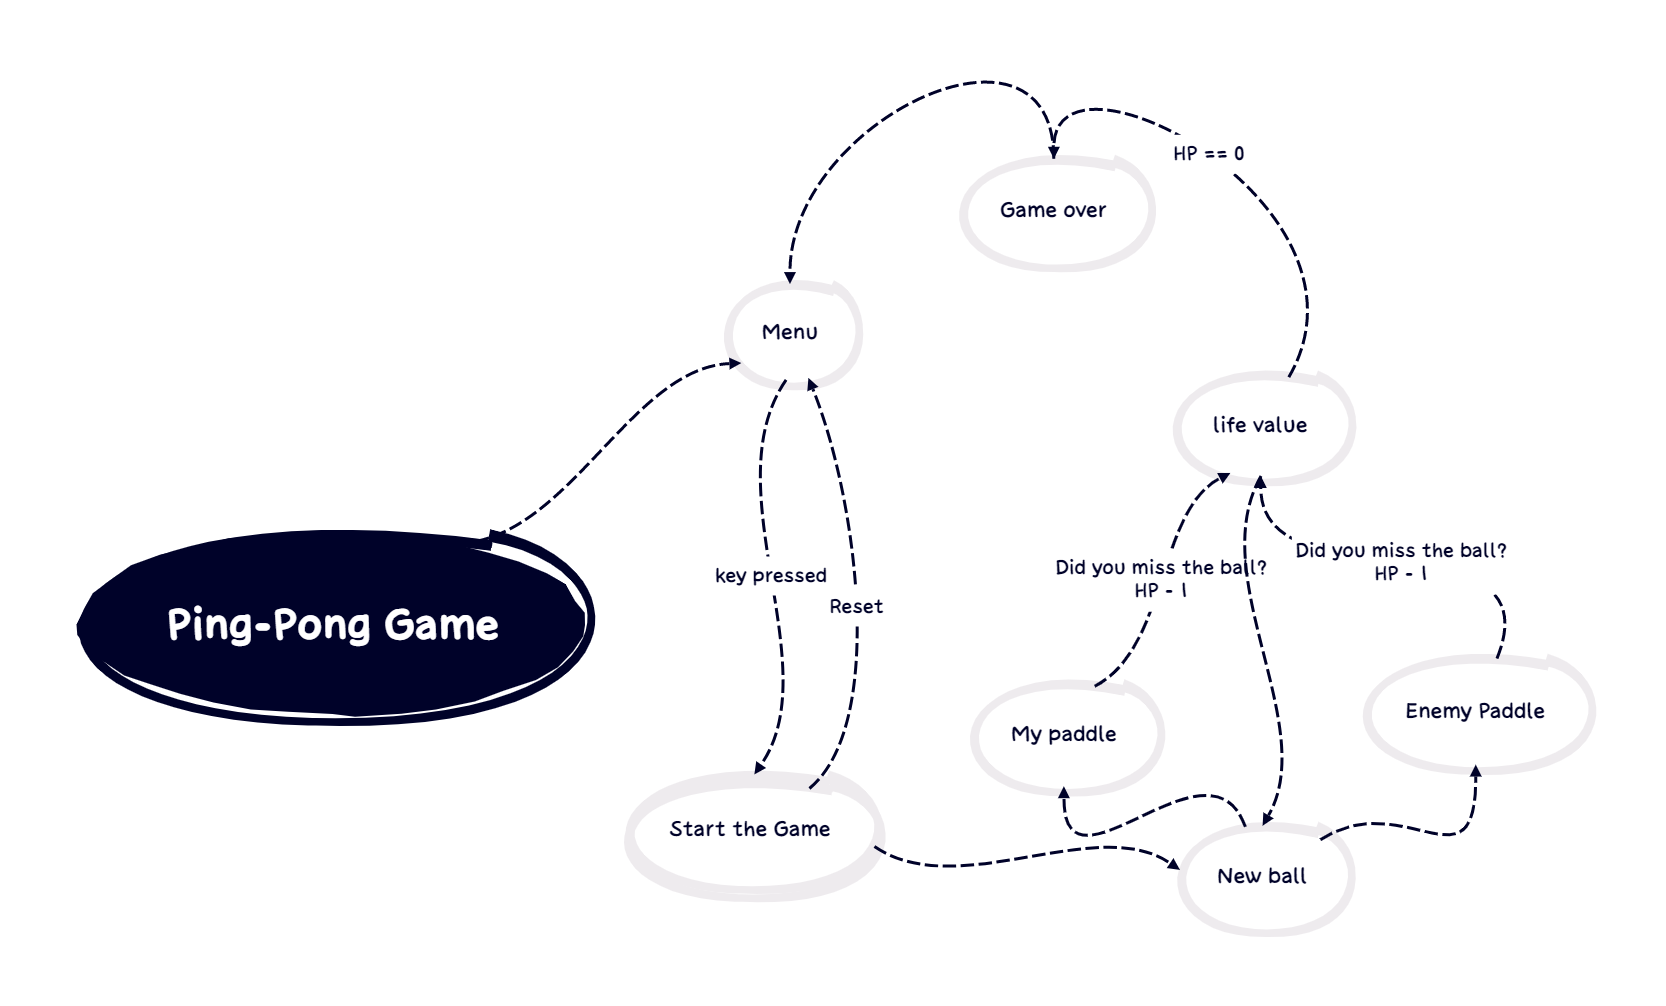 HP == 0
Game over
Menu
life value
Did you miss the ball?
HP - 1
Did you miss the ball?
HP - 1
key pressed
Reset
Ping-Pong Game
Enemy Paddle
My paddle
Start the Game
New ball